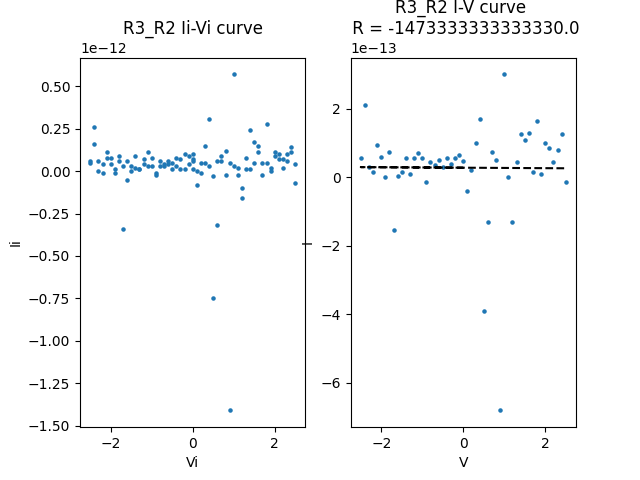 R3_R2 Ii-Vi curve
1e−12
0.50
0.25
0.00
−0.25
−0.50
−0.75
−1.00
−1.25
−1.50
Ii
−2
0
2
Vi
R3_R2 I-V curve
R = -1473333333333330.0
1e−13
2
0
−2
−4
−6
I
−2
0
2
V